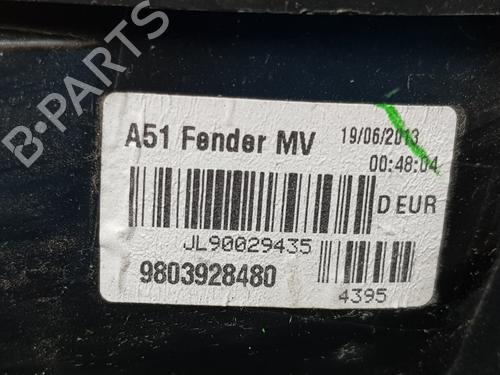 A51 Fender MV
19/06/2013
00:48:04
D EUR
JL90029435
9803928480
4395
B-PARTS